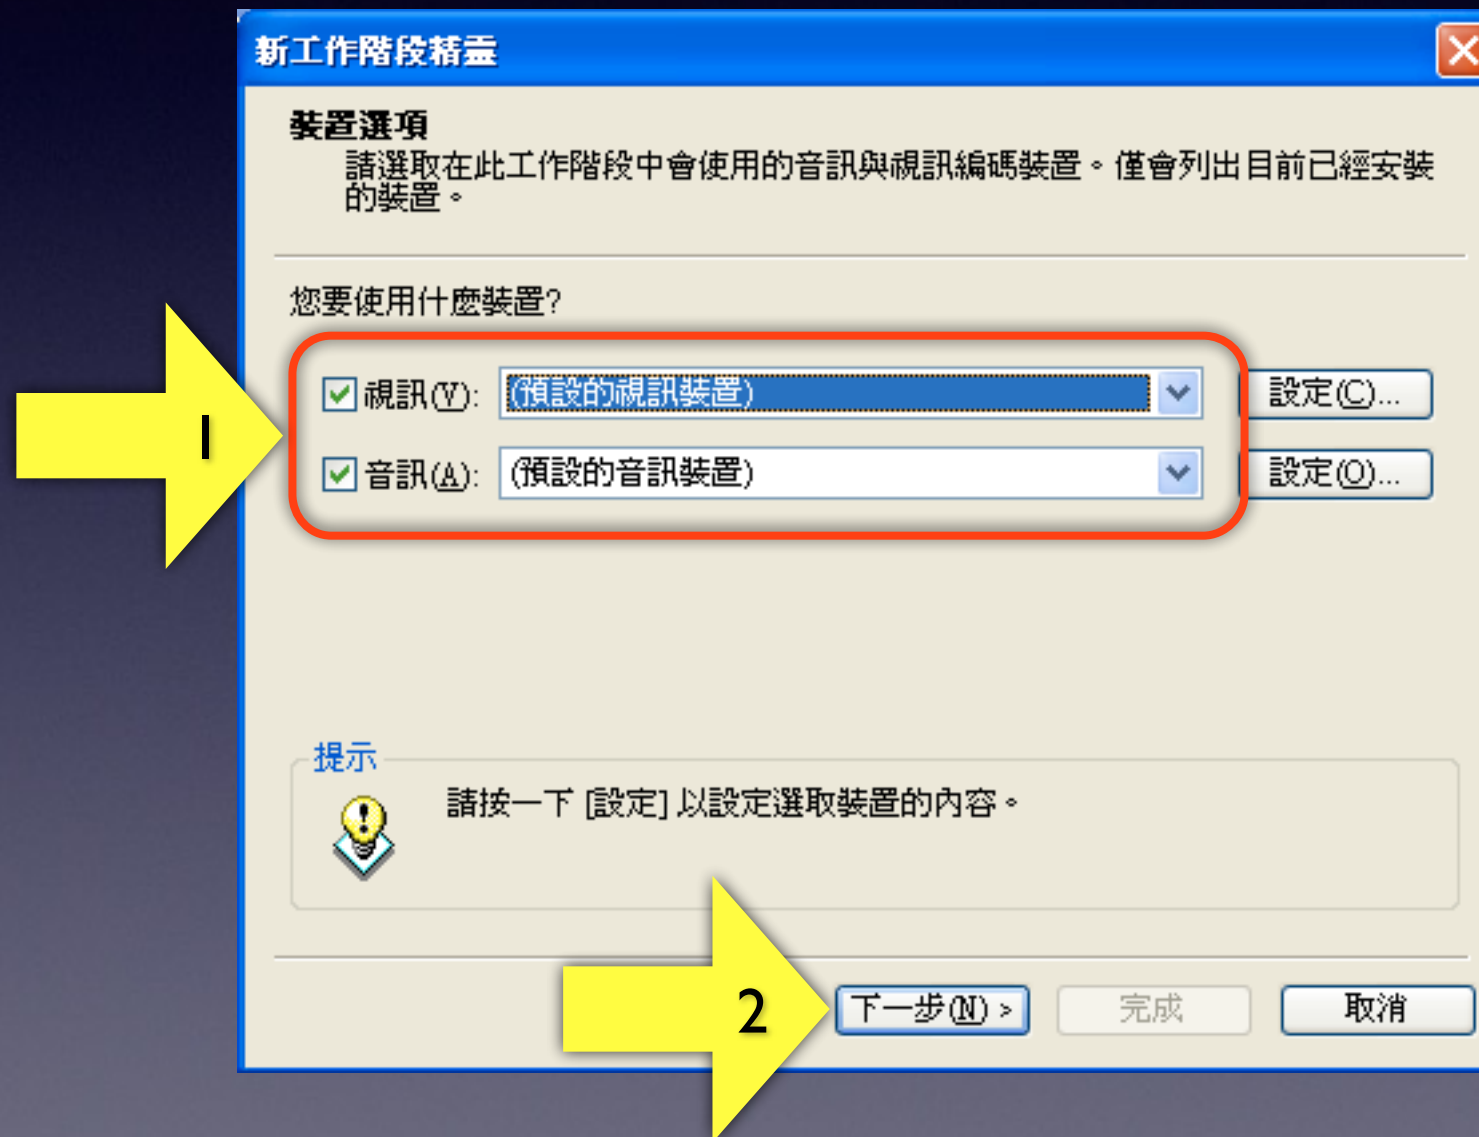 新工作階段精靈
裝置選項
請選取在此工作階段中會使用的音訊與視訊編碼裝置。僅會列出目前已經安裝
的裝置。
您要使用什麼裝置?
1
視訊(V): (預設的視訊裝置) 設定(C)...
音訊(A): (預設的音訊裝置) 設定(O)...
提示
請按一下 [設定] 以設定選取裝置的內容。
2
下一步(N) > 完成 取消